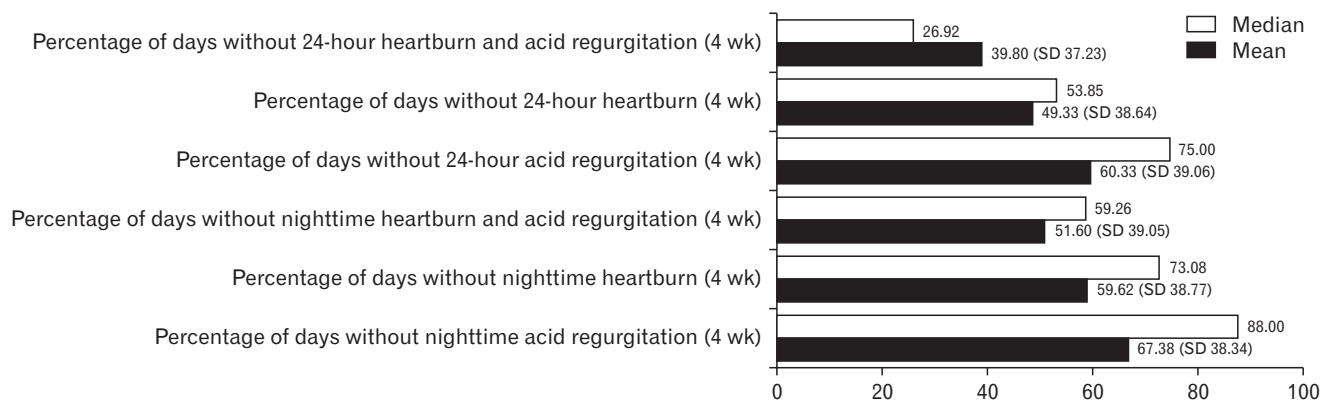 Percentage of days without 24-hour heartburn and acid regurgitation (4 wk)
26.92
39.80 (SD 37.23)
Median
Mean
Percentage of days without 24-hour heartburn (4 wk)
53.85
49.33 (SD 38.64)
Percentage of days without 24-hour acid regurgitation (4 wk)
75.00
60.33 (SD 39.06)
Percentage of days without nighttime heartburn and acid regurgitation (4 wk)
59.26
51.60 (SD 39.05)
Percentage of days without nighttime heartburn (4 wk)
73.08
59.62 (SD 38.77)
Percentage of days without nighttime acid regurgitation (4 wk)
88.00
67.38 (SD 38.34)
0 20 40 60 80 100